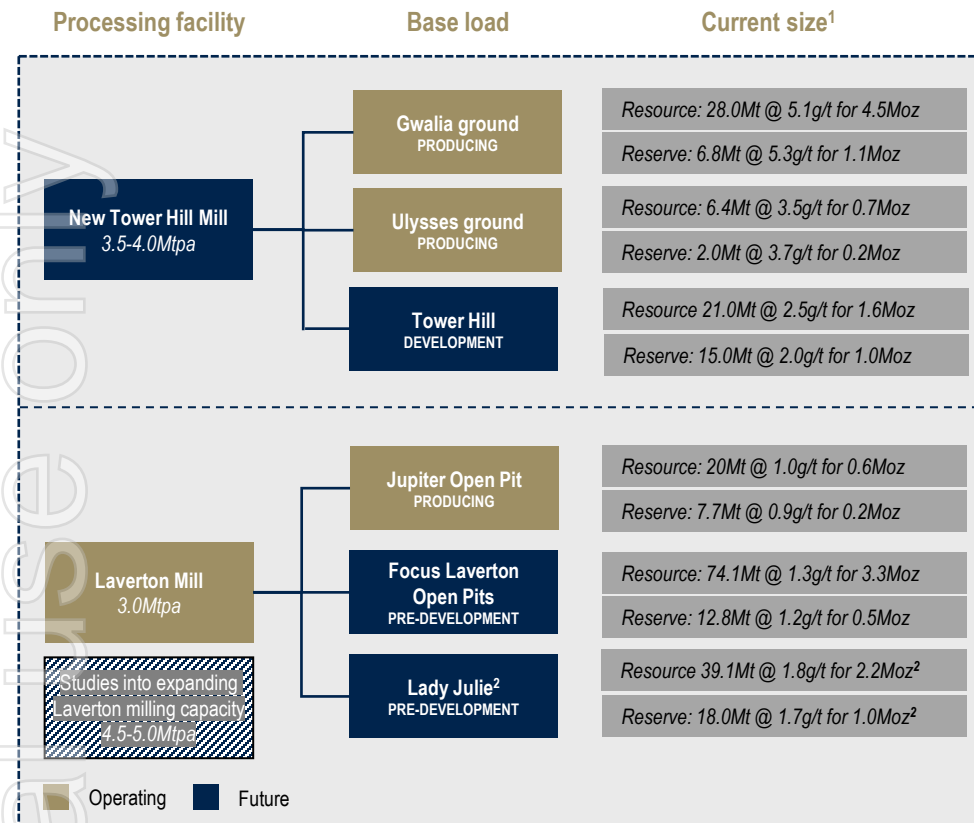 Processing facility
Base load
Current size¹
New Tower Hill Mill
3.5-4.0Mtpa
Gwalia ground
PRODUCING
Resource: 28.0Mt @ 5.1g/t for 4.5Moz
Reserve: 6.8Mt @ 5.3g/t for 1.1Moz
Ulysses ground
PRODUCING
Resource: 6.4Mt @ 3.5g/t for 0.7Moz
Reserve: 2.0Mt @ 3.7g/t for 0.2Moz
Tower Hill
DEVELOPMENT
Resource 21.0Mt @ 2.5g/t for 1.6Moz
Reserve: 15.0Mt @ 2.0g/t for 1.0Moz
Laverton Mill
3.0Mtpa
Studies into expanding
Laverton milling capacity
4.5-5.0Mtpa
Jupiter Open Pit
PRODUCING
Resource: 20Mt @ 1.0g/t for 0.6Moz
Reserve: 7.7Mt @ 0.9g/t for 0.2Moz
Focus Laverton
Open Pits
PRE-DEVELOPMENT
Resource: 74.1Mt @ 1.3g/t for 3.3Moz
Reserve: 12.8Mt @ 1.2g/t for 0.5Moz
Lady Julie²
PRE-DEVELOPMENT
Resource 39.1Mt @ 1.8g/t for 2.2Moz²
Reserve: 18.0Mt @ 1.7g/t for 1.0Moz²
Operating
Future
al use only